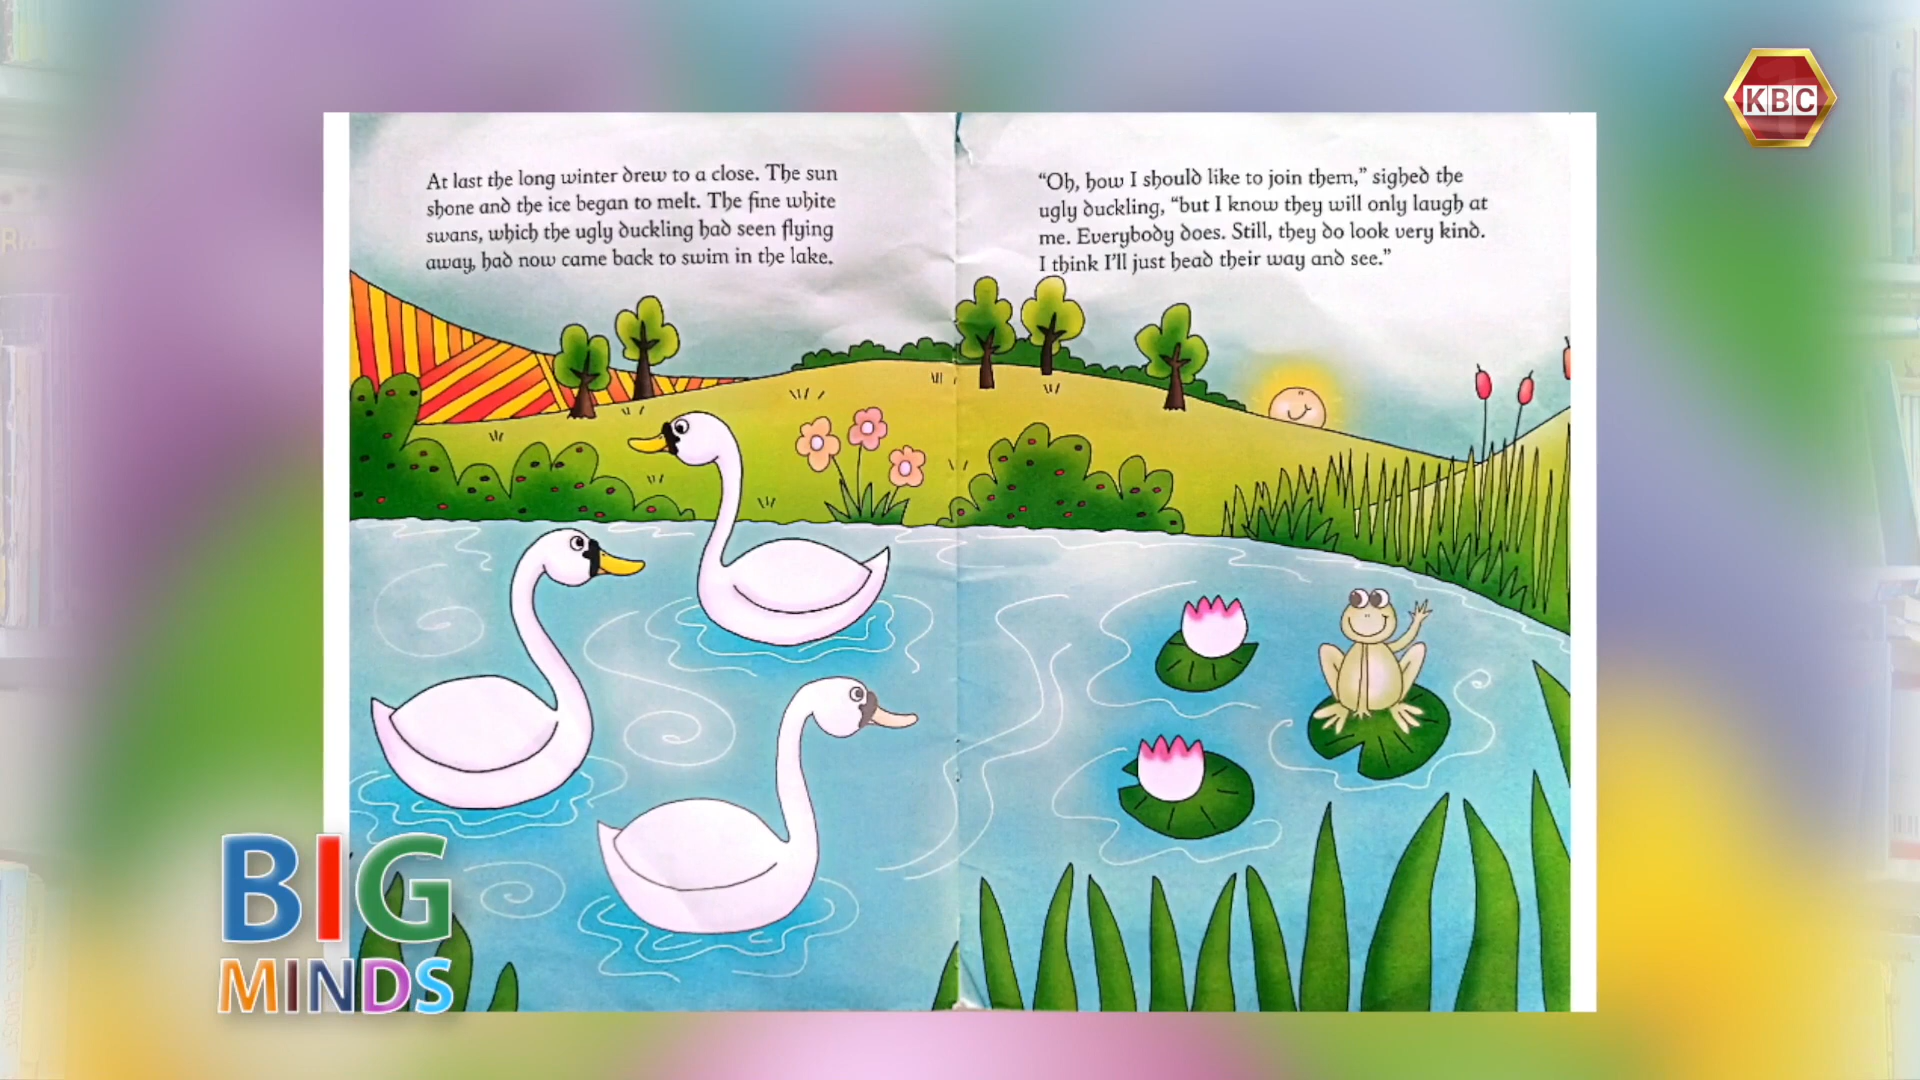 At last the long winter drew to a close. The sun
shone and the ice began to melt. The fine white
swans, which the ugly duckling had seen flying
away, had now came back to swim in the lake.
“Oh, how I should like to join them,” sighed the
ugly duckling, “but I know they will only laugh at
me. Everybody does. Still, they do look very kind.
I think I’ll just head their way and see.”
KBC
BIG
MINDS